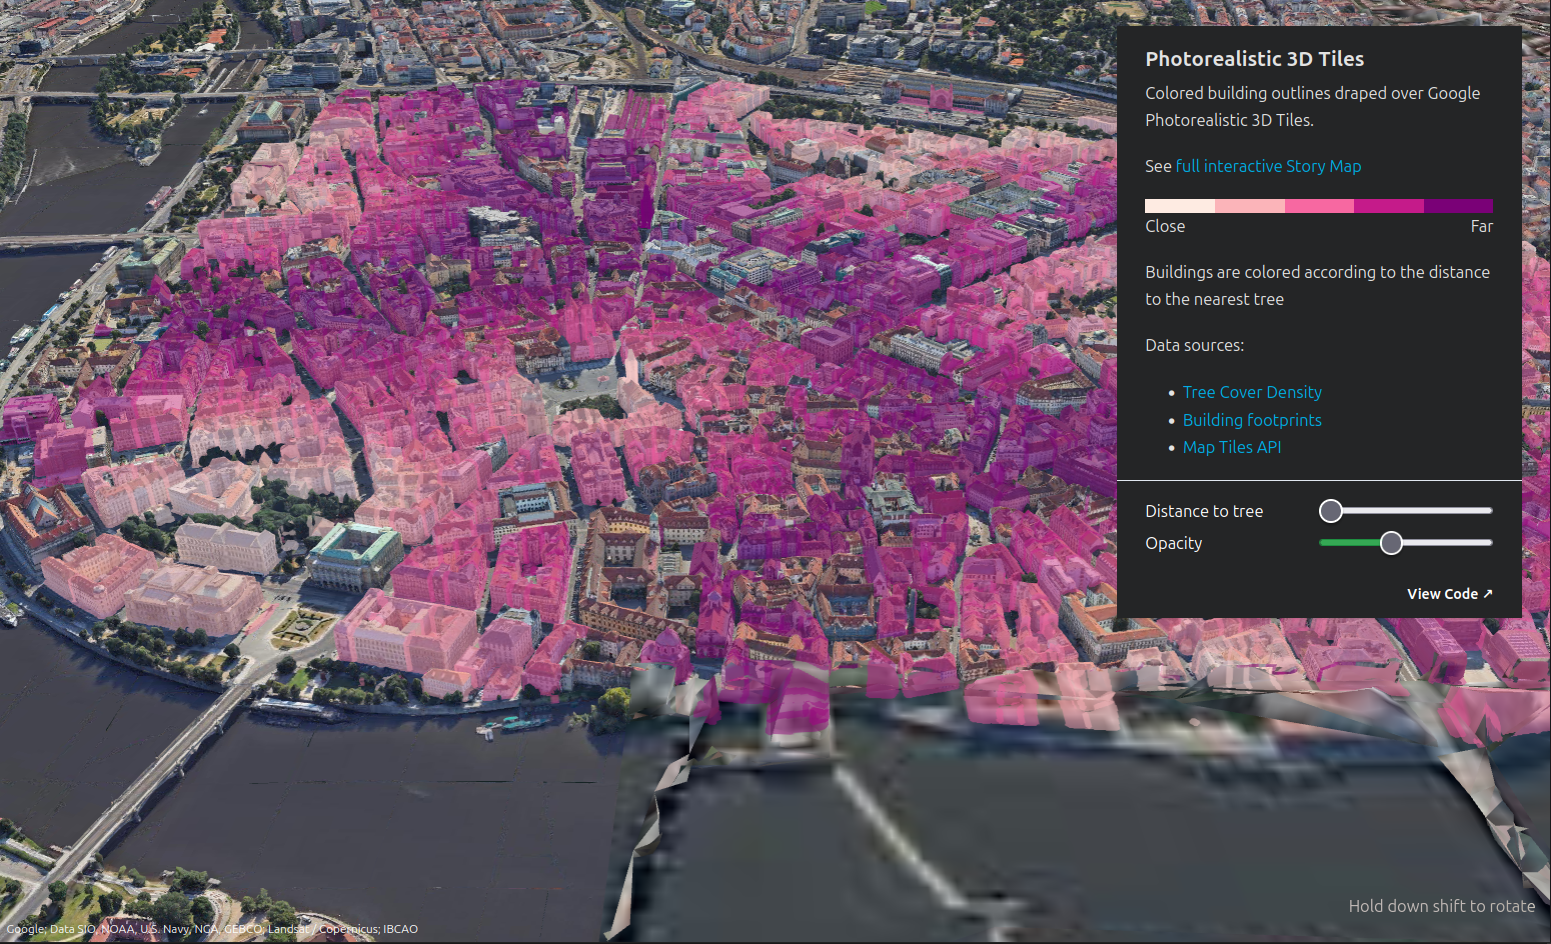 Photorealistic 3D Tiles
Colored building outlines draped over Google
Photorealistic 3D Tiles.
See full interactive Story Map
Close Far
Buildings are colored according to the distance
to the nearest tree
Data sources:
• Tree Cover Density
• Building footprints
• Map Tiles API
Distance to tree
Opacity
View Code ↗
Hold down shift to rotate
Google; Data SIO, NOAA, U.S. Navy, NGA, GEBCO; Landsat / Copernicus; IBCAO